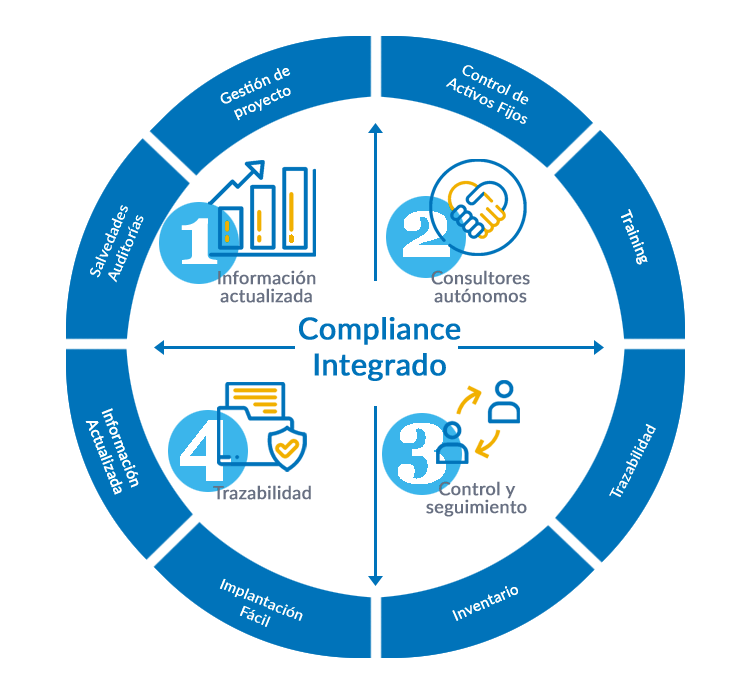 Gestión de
proyecto
Control de
Activos Fijos
Salvedades
Auditorías
Training
1
Información
actualizada
2
Consultores
autónomos
Compliance
Integrado
4
Trazabilidad
3
Control y
seguimiento
Información
Actualizada
Trazabilidad
Implantación
Fácil
Inventario